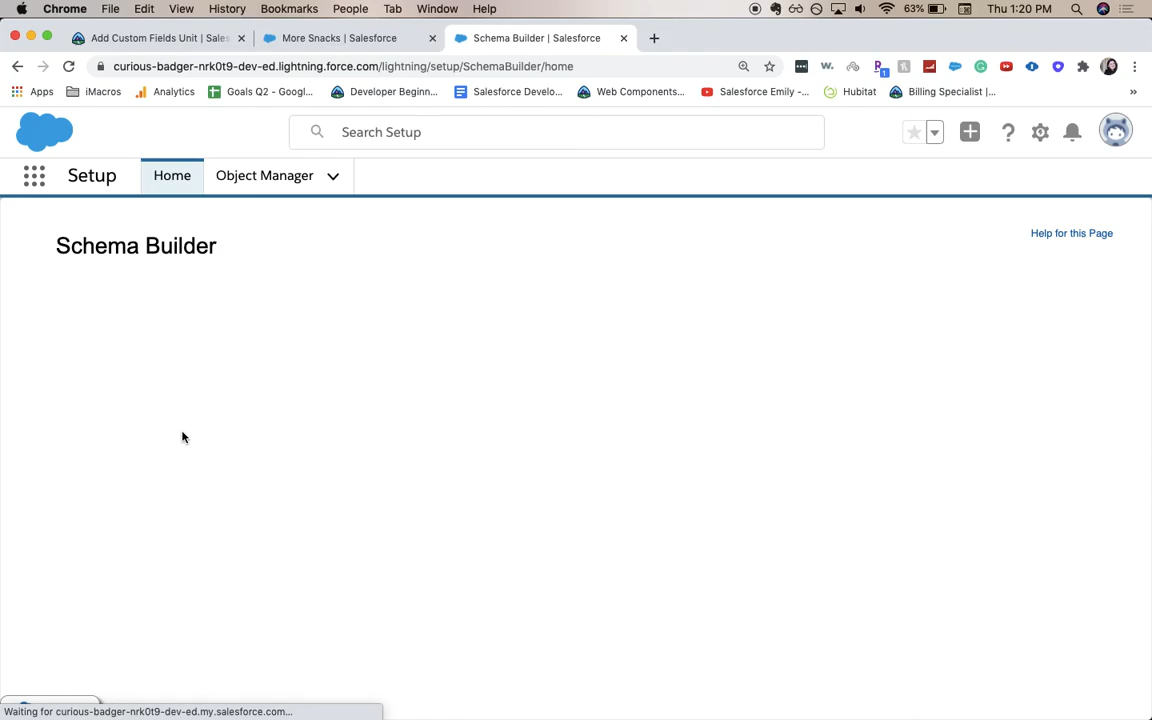 Chrome File Edit View History Bookmarks People Tab Window Help 63% Thu 1:20 PM
Add Custom Fields Unit | Sales More Snacks | Salesforce Schema Builder | Salesforce
curious-badger-nrk0t9-dev-ed.lightning.force.com/lightning/setup/SchemaBuilder/home
Apps iMacros Analytics Goals Q2 - Googl... Developer Beginn... Salesforce Develo... Web Components... Salesforce Emily -... Hubitat Billing Specialist |... »
Search Setup
Setup Home Object Manager
Schema Builder
Help for this Page
Waiting for curious-badger-nrk0t9-dev-ed.my.salesforce.com...